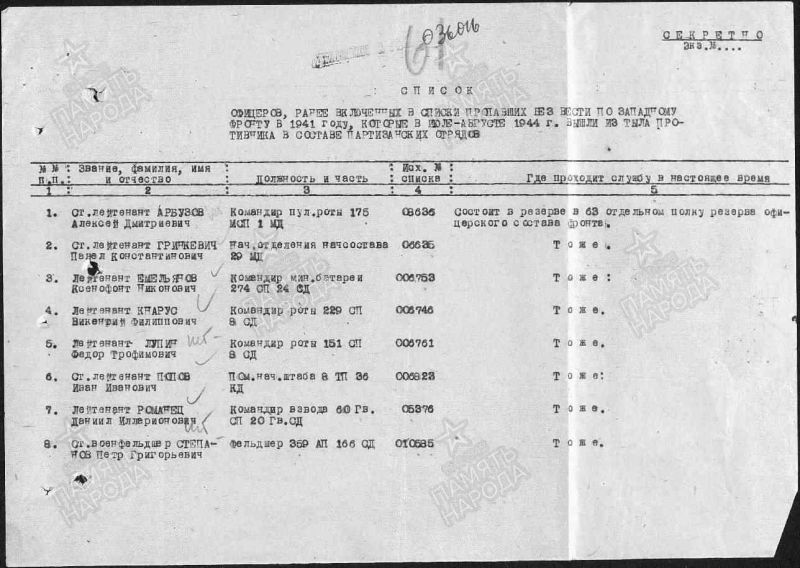 036016
61
СЕКРЕТНО
Экз.№....
СПИСОК
ОФИЦЕРОВ, РАНЕЕ ВКЛЮЧЕННЫХ В СПИСКИ ПРОПАВШИХ БЕЗ ВЕСТИ ПО ЗАПАДНОМУ
ФРОНТУ В 1941 ГОДУ, КОТОРЫЕ В ИЮЛЕ-АВГУСТЕ 1944 г. ВЫШЛИ ИЗ ТЫЛА ПРО-
ТИВНИКА В СОСТАВЕ ПАРТИЗАНСКИХ ОТРЯДОВ
№№ п.п. : Звание, фамилия, имя и отчество : Должность и часть : Исх. № списка : Где проходит службу в настоящее время
1 : 2 : 3 : 4 : 5
1. Ст.лейтенант АРБУЗОВ Командир пул.роты 175 08636 Состоит в резерве в 63 отдельном полку резерва офи-
Алексей Дмитриевич МСП 1 МД церского состава фронта.
2. Ст.лейтенант ГРИЦКЕВИЧ Нач.отделения начсостава 06635 Тоже.
Павел Константинович 29 МД
3. Лейтенант ЕМЕЛЬЯНОВ Командир мин.батареи 006753 Тоже:
Ксенофонт Никонович 274 СП 24 СД
4. Лейтенант КНАРУС Командир роты 229 СП 006746 Тоже.
Викентий Филиппович 8 СД
5. Лейтенант ЛУПИН Командир роты 151 СП 006761 Тоже.
Федор Трофимович 8 СД
6. Ст.лейтенант ПОПОВ Пом.нач.штаба 8 ТП 36 006823 Тоже:
Иван Иванович КД
7. Лейтенант РОМАНЕЦ Командир взвода 60 Гв. 05376 Тоже.
Даниил Илларионович СП 20 Гв.СД
8. Ст.военфельдшер СТЕПА- Фельдшер 359 АП 166 СД 010585 Тоже.
НОВ Петр Григорьевич
ПАМЯТЬ
НАРОДА